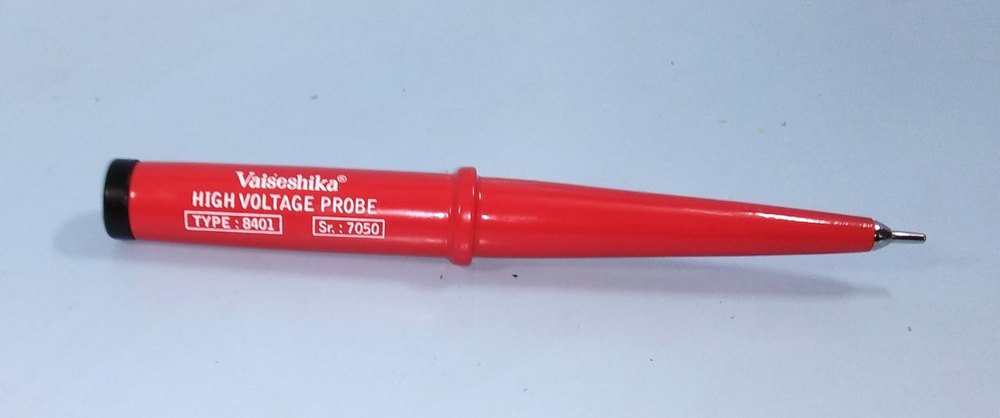 Vaiseshika®
HIGH VOLTAGE PROBE
TYPE : 8401 Sr. : 7050